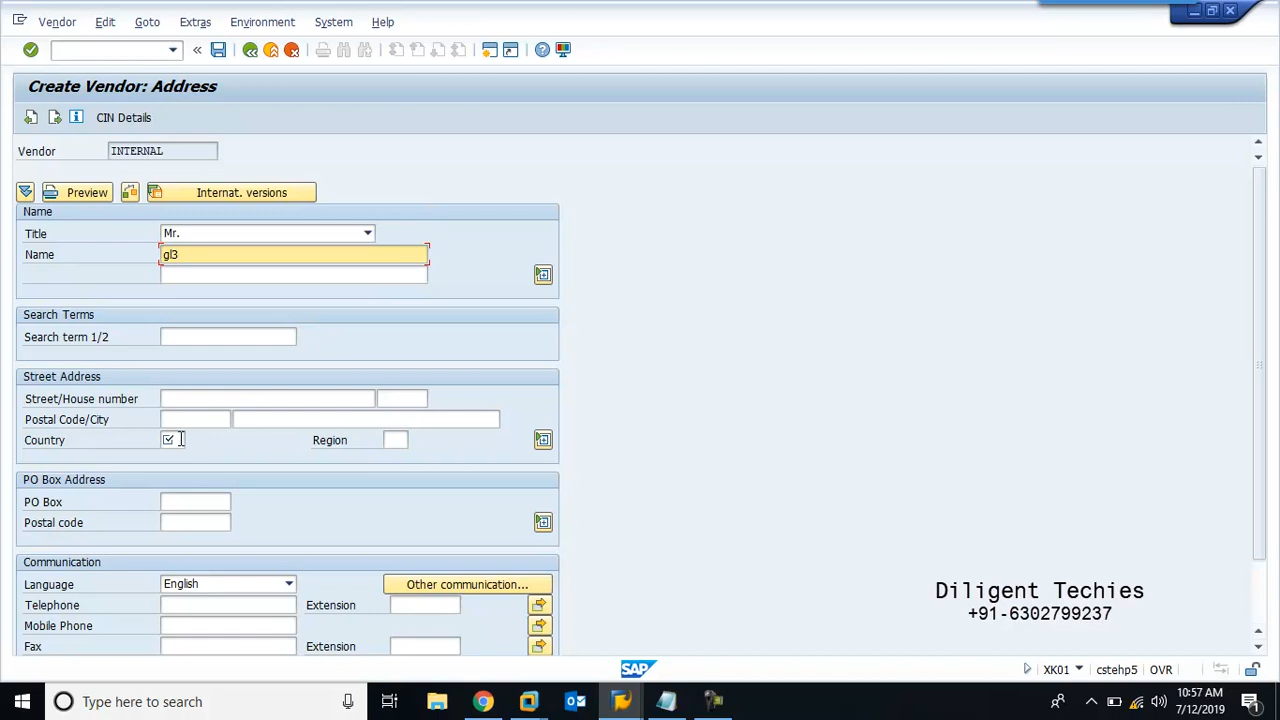 Vendor Edit Goto Extras Environment System Help
Create Vendor: Address
CIN Details
Vendor INTERNAL
Preview Internat. versions
Name
Title Mr.
Name gl3
Search Terms
Search term 1/2
Street Address
Street/House number
Postal Code/City
Country Region
PO Box Address
PO Box
Postal code
Communication
Language English Other communication...
Telephone Extension
Mobile Phone
Fax Extension
Diligent Techies
+91-6302799237
SAP
XK01 cstehp5 OVR
Type here to search
10:57 AM
7/12/2019